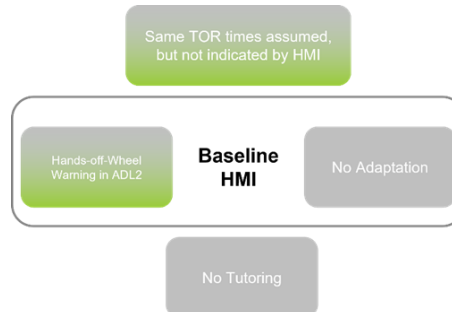 Same TOR times assumed,
but not indicated by HMI
Hands-off-Wheel
Warning in ADL2
Baseline
HMI
No Adaptation
No Tutoring